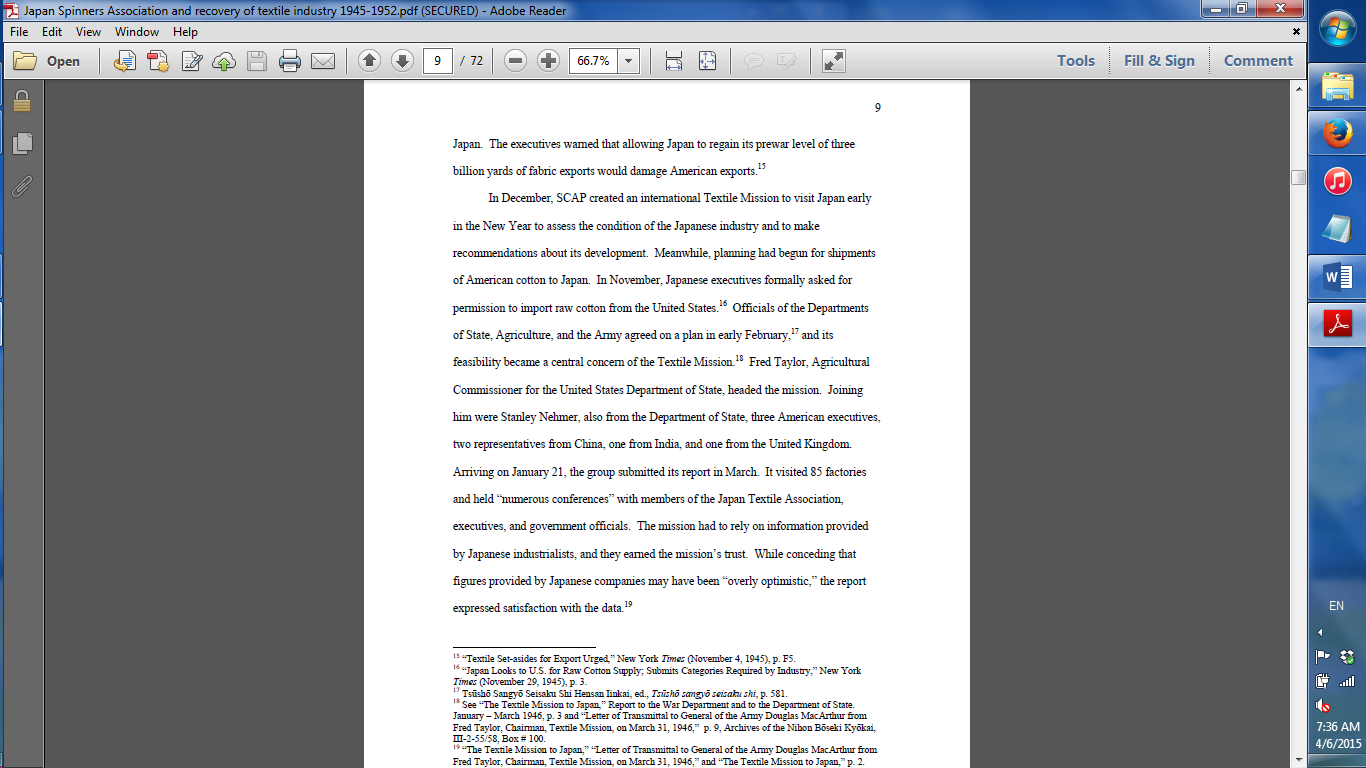 Japan Spinners Association and recovery of textile industry 1945-1952.pdf (SECURED) - Adobe Reader
File Edit View Window Help
Open 9 / 72 66.7% Tools Fill & Sign Comment
9
Japan. The executives warned that allowing Japan to regain its prewar level of three
billion yards of fabric exports would damage American exports.15
In December, SCAP created an international Textile Mission to visit Japan early
in the New Year to assess the condition of the Japanese industry and to make
recommendations about its development. Meanwhile, planning had begun for shipments
of American cotton to Japan. In November, Japanese executives formally asked for
permission to import raw cotton from the United States.16 Officials of the Departments
of State, Agriculture, and the Army agreed on a plan in early February,17 and its
feasibility became a central concern of the Textile Mission.18 Fred Taylor, Agricultural
Commissioner for the United States Department of State, headed the mission. Joining
him were Stanley Nehmer, also from the Department of State, three American executives,
two representatives from China, one from India, and one from the United Kingdom.
Arriving on January 21, the group submitted its report in March. It visited 85 factories
and held “numerous conferences” with members of the Japan Textile Association,
executives, and government officials. The mission had to rely on information provided
by Japanese industrialists, and they earned the mission’s trust. While conceding that
figures provided by Japanese companies may have been “overly optimistic,” the report
expressed satisfaction with the data.19
15 “Textile Set-asides for Export Urged,” New York Times (November 4, 1945), p. F5.
16 “Japan Looks to U.S. for Raw Cotton Supply; Submits Categories Required by Industry,” New York
Times (November 29, 1945), p. 3.
17 Tsūshō Sangyō Seisaku Shi Hensan Iinkai, ed., Tsūshō sangyō seisaku shi, p. 581.
18 See “The Textile Mission to Japan,” Report to the War Department and to the Department of State.
January – March 1946, p. 3 and “Letter of Transmittal to General of the Army Douglas MacArthur from
Fred Taylor, Chairman, Textile Mission, on March 31, 1946,” p. 9, Archives of the Nihon Bōseki Kyōkai,
III-2-55/58, Box # 100.
19 “The Textile Mission to Japan,” “Letter of Transmittal to General of the Army Douglas MacArthur from
Fred Taylor, Chairman, Textile Mission, on March 31, 1946,” and “The Textile Mission to Japan,” p. 2.
EN
7:36 AM
4/6/2015